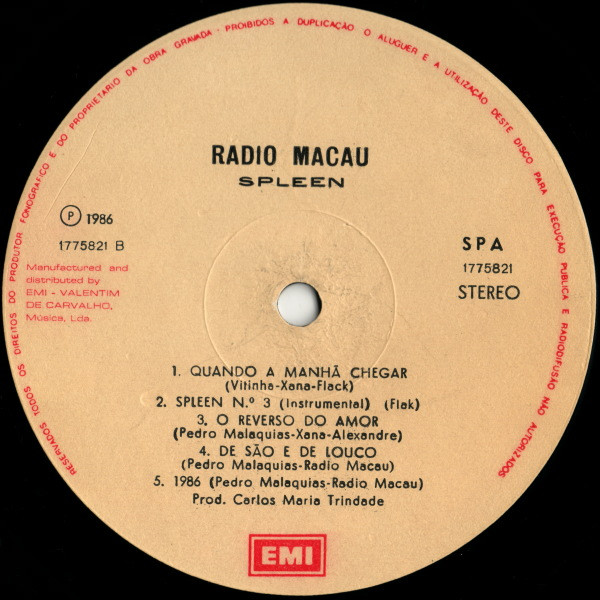 RESERVADOS TODOS OS DIREITOS DO PRODUTOR FONOGRAFICO E DO PROPRIETARIO DA OBRA GRAVADA - PROIBIDOS A DUPLICAÇÃO O ALUGUER E A UTILIZAÇÃO DESTE DISCO PARA EXECUÇÃO PUBLICA E RADIODIFUSÃO NÃO AUTORIZADOS
RADIO MACAU
SPLEEN
Ⓟ 1986
1775821 B
Manufactured and
distributed by
EMI - VALENTIM
DE CARVALHO,
Música, Lda.
SPA
1775821
STEREO
1. QUANDO A MANHÃ CHEGAR
(Vitinha-Xana-Flack)
2. SPLEEN N.º 3 (Instrumental) (Flak)
3. O REVERSO DO AMOR
(Pedro Malaquias-Xana-Alexandre)
4. DE SÃO E DE LOUCO
(Pedro Malaquias-Radio Macau)
5. 1986 (Pedro Malaquias-Radio Macau)
Prod. Carlos Maria Trindade
EMI